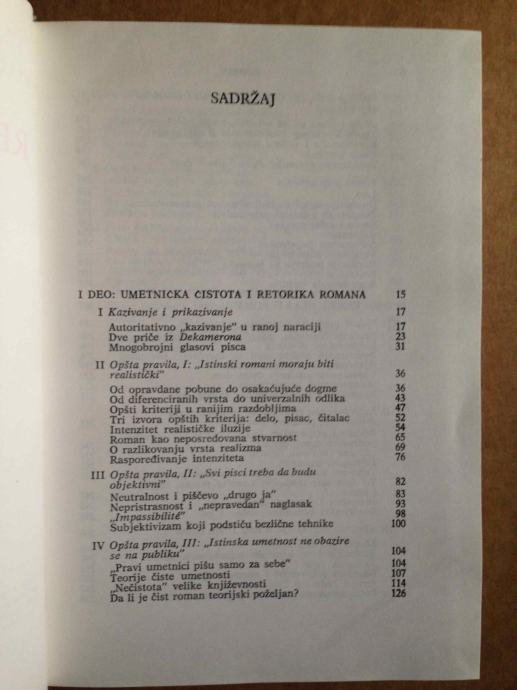 SADRŽAJ
I DEO: UMETNIČKA ČISTOTA I RETORIKA ROMANA 15
I Kazivanje i prikazivanje 17
Autoritativno „kazivanje" u ranoj naraciji 17
Dve priče iz Dekamerona 23
Mnogobrojni glasovi pisca 31
II Opšta pravila, I: „Istinski romani moraju biti
realistički" 36
Od opravdane pobune do osakaćujuće dogme 36
Od diferenciranih vrsta do univerzalnih odlika 43
Opšti kriteriji u ranijim razdobljima 47
Tri izvora opštih kriterija: delo, pisac, čitalac 52
Intenzitet realističke iluzije 54
Roman kao neposredovana stvarnost 65
O razlikovanju vrsta realizma 69
Raspoređivanje intenziteta 76
III Opšta pravila, II: „Svi pisci treba da budu
objektivni" 82
Neutralnost i piščevo „drugo ja" 83
Nepristrasnost i „nepravedan" naglasak 93
„Impassibilité" 98
Subjektivizam koji podstiču bezlične tehnike 100
IV Opšta pravila, III: „Istinska umetnost ne obazire
se na publiku" 104
„Pravi umetnici pišu samo za sebe" 104
Teorije čiste umetnosti 107
„Nečistota" velike književnosti 114
Da li je čist roman teorijski poželjan? 126